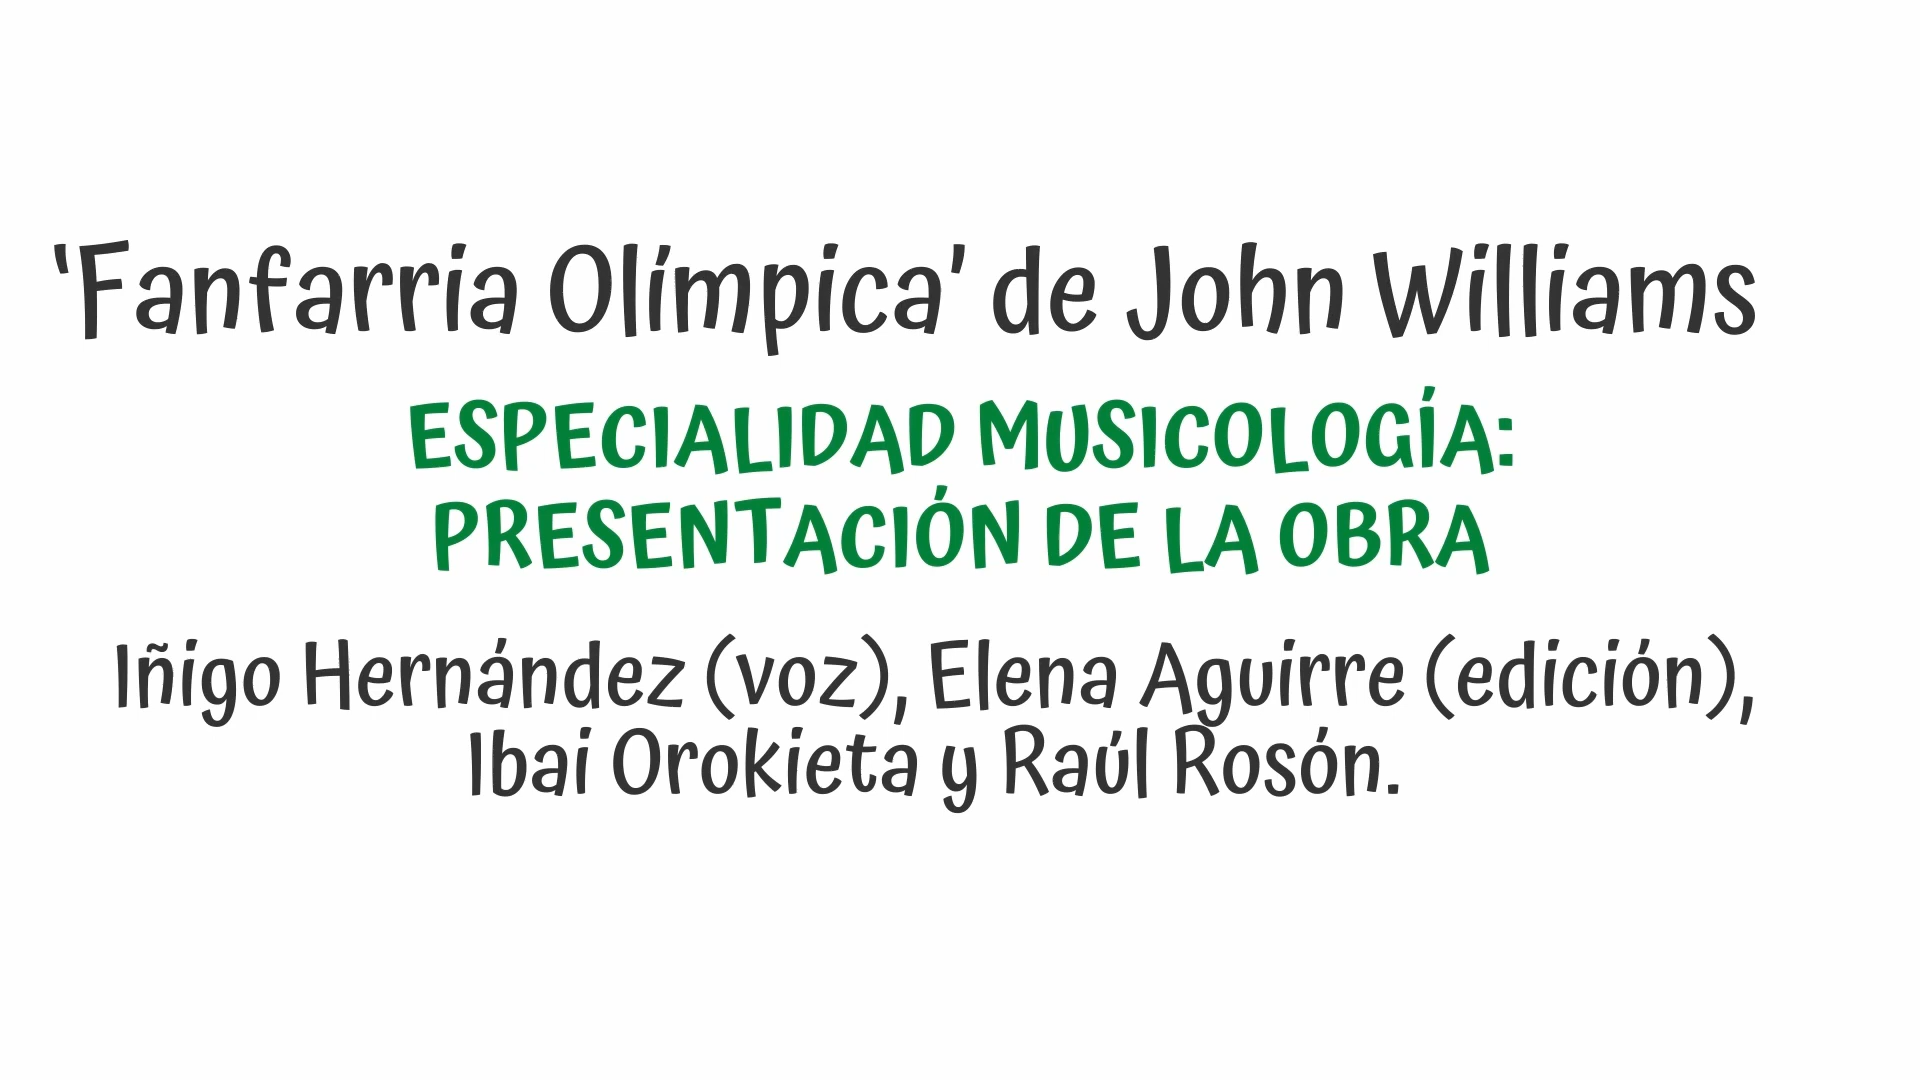 ‘Fanfarria Olímpica’ de John Williams
ESPECIALIDAD MUSICOLOGÍA:
PRESENTACIÓN DE LA OBRA
Iñigo Hernández (voz), Elena Aguirre (edición),
Ibai Orokieta y Raúl Rosón.